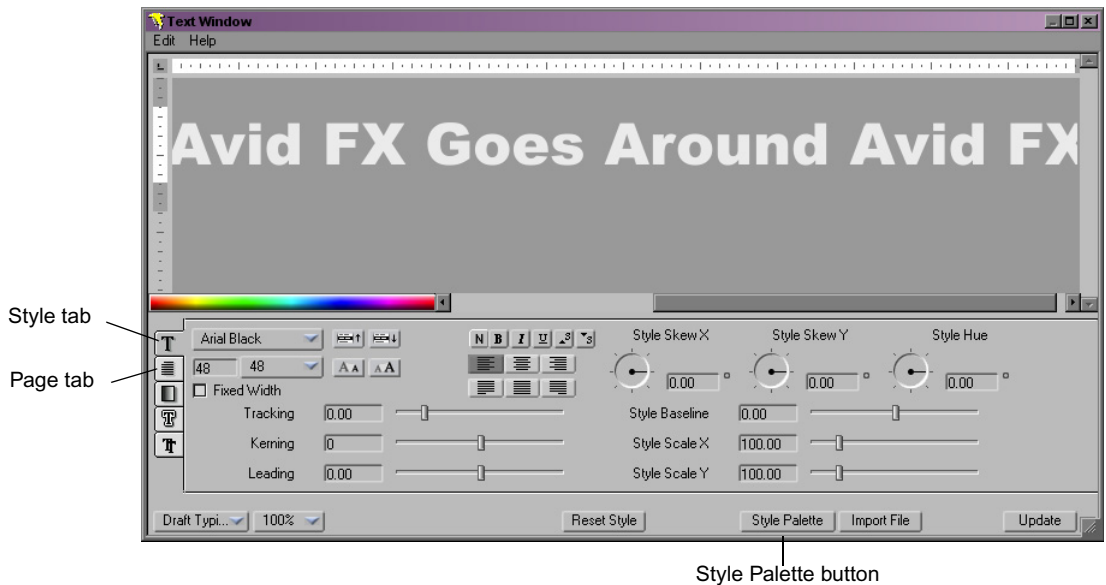 Text Window
Edit Help
L
Avid FX Goes Around Avid FX
Style tab
Page tab
T
Arial Black
N B I U S S
Style Skew X
Style Skew Y
Style Hue
48
48
A A
A A
0.00 °
0.00 °
0.00 °
Fixed Width
Tracking 0.00
Style Baseline 0.00
T
Kerning 0
Style Scale X 100.00
T
Leading 0.00
Style Scale Y 100.00
Draft Typi...
100%
Reset Style
Style Palette
Import File
Update
Style Palette button